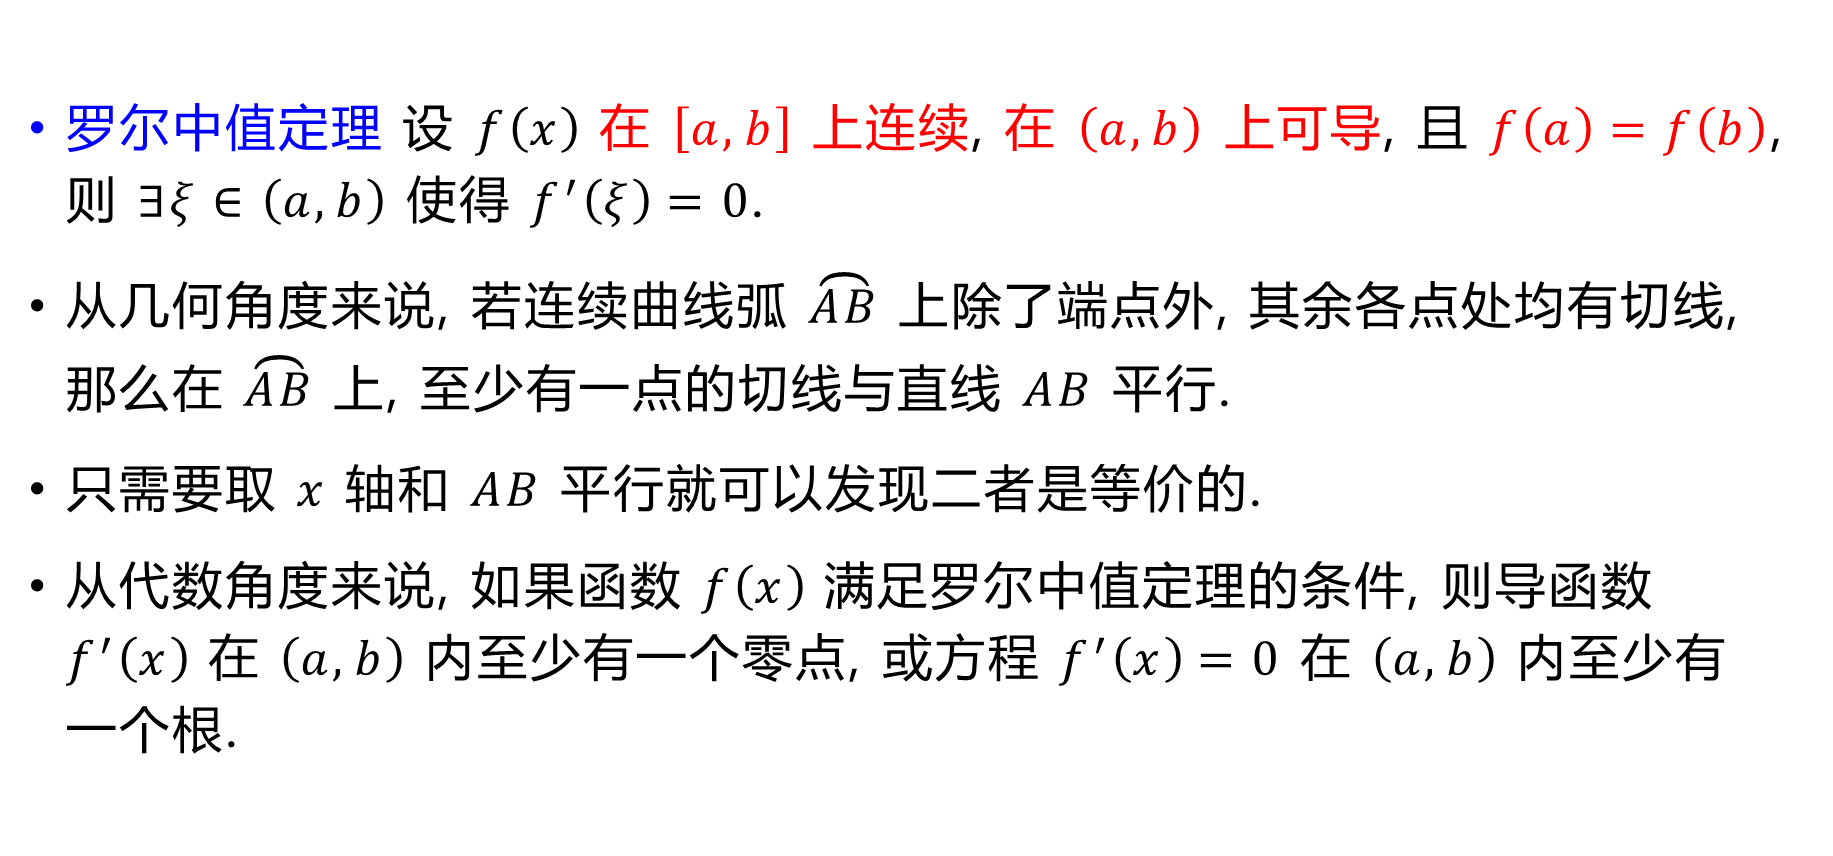 • 罗尔中值定理 设 f(x) 在 [a, b] 上连续, 在 (a, b) 上可导, 且 f(a) = f(b),
则 ∃ξ ∈ (a, b) 使得 f′(ξ) = 0.
• 从几何角度来说, 若连续曲线弧 A͡B 上除了端点外, 其余各点处均有切线,
那么在 A͡B 上, 至少有一点的切线与直线 AB 平行.
• 只需要取 x 轴和 AB 平行就可以发现二者是等价的.
• 从代数角度来说, 如果函数 f(x) 满足罗尔中值定理的条件, 则导函数
f′(x) 在 (a, b) 内至少有一个零点, 或方程 f′(x) = 0 在 (a, b) 内至少有
一个根.